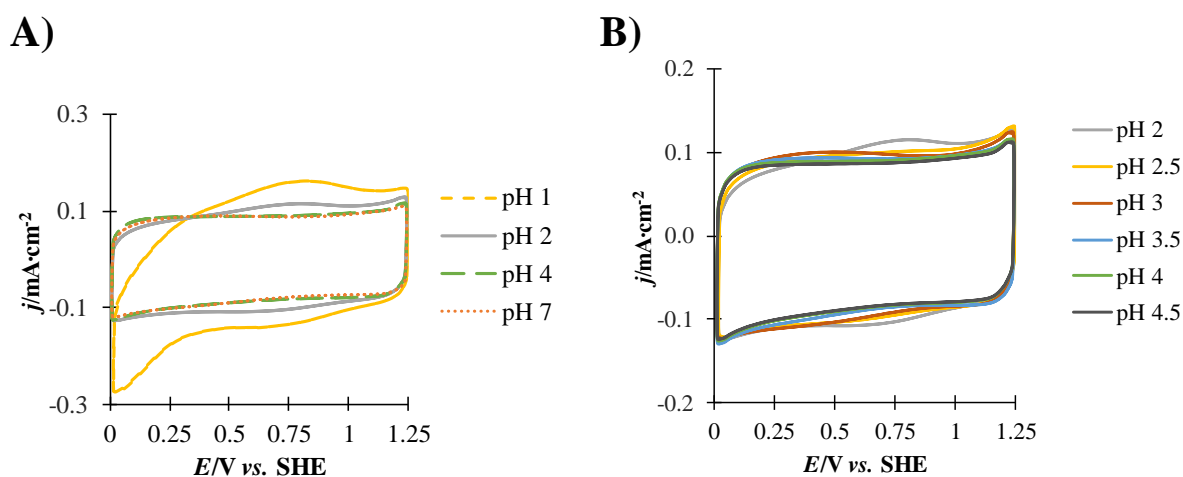 A)
0.3
0.1
-0.1
-0.3
j/mA·cm-2
0
0.25
0.5
0.75
1
1.25
E/V vs. SHE
pH 1
pH 2
pH 4
pH 7
B)
0.2
0.1
0.0
-0.1
-0.2
j/mA·cm-2
0
0.25
0.5
0.75
1
1.25
E/V vs. SHE
pH 2
pH 2.5
pH 3
pH 3.5
pH 4
pH 4.5